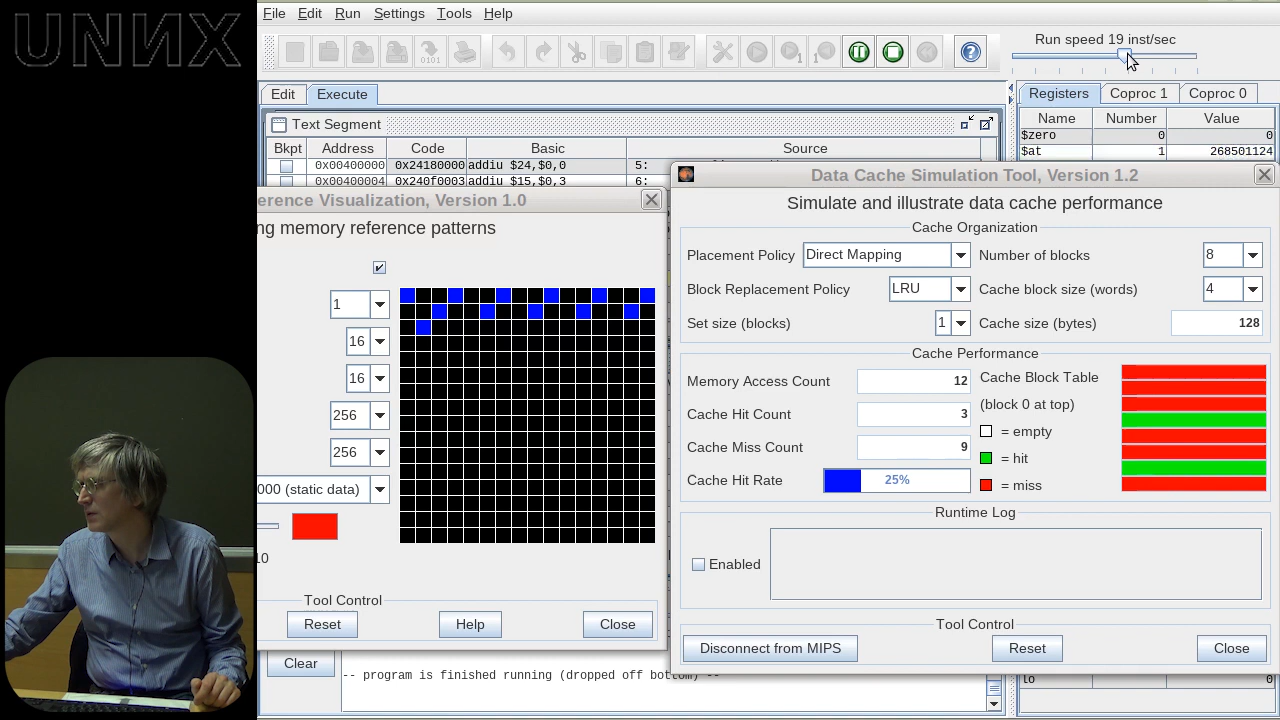 UNИX
File Edit Run Settings Tools Help
Run speed 19 inst/sec
Edit Execute
Registers Coproc 1 Coproc 0
Text Segment
Bkpt Address Code Basic Source
0x00400000 0x24180000 addiu $24,$0,0 5:
0x00400004 0x240f0003 addiu $15,$0,3 6:
Name Number Value
$zero 0 0
$at 1 268501124
erence Visualization, Version 1.0
ng memory reference patterns
1
16
16
256
256
000 (static data)
10
Tool Control
Reset Help Close
Clear
-- program is finished running (dropped off bottom) --
Data Cache Simulation Tool, Version 1.2
Simulate and illustrate data cache performance
Cache Organization
Placement Policy Direct Mapping Number of blocks 8
Block Replacement Policy LRU Cache block size (words) 4
Set size (blocks) 1 Cache size (bytes) 128
Cache Performance
Memory Access Count 12 Cache Block Table
Cache Hit Count 3 (block 0 at top)
= empty
Cache Miss Count 9 = hit
Cache Hit Rate 25% = miss
Runtime Log
Enabled
Tool Control
Disconnect from MIPS Reset Close
lo 0